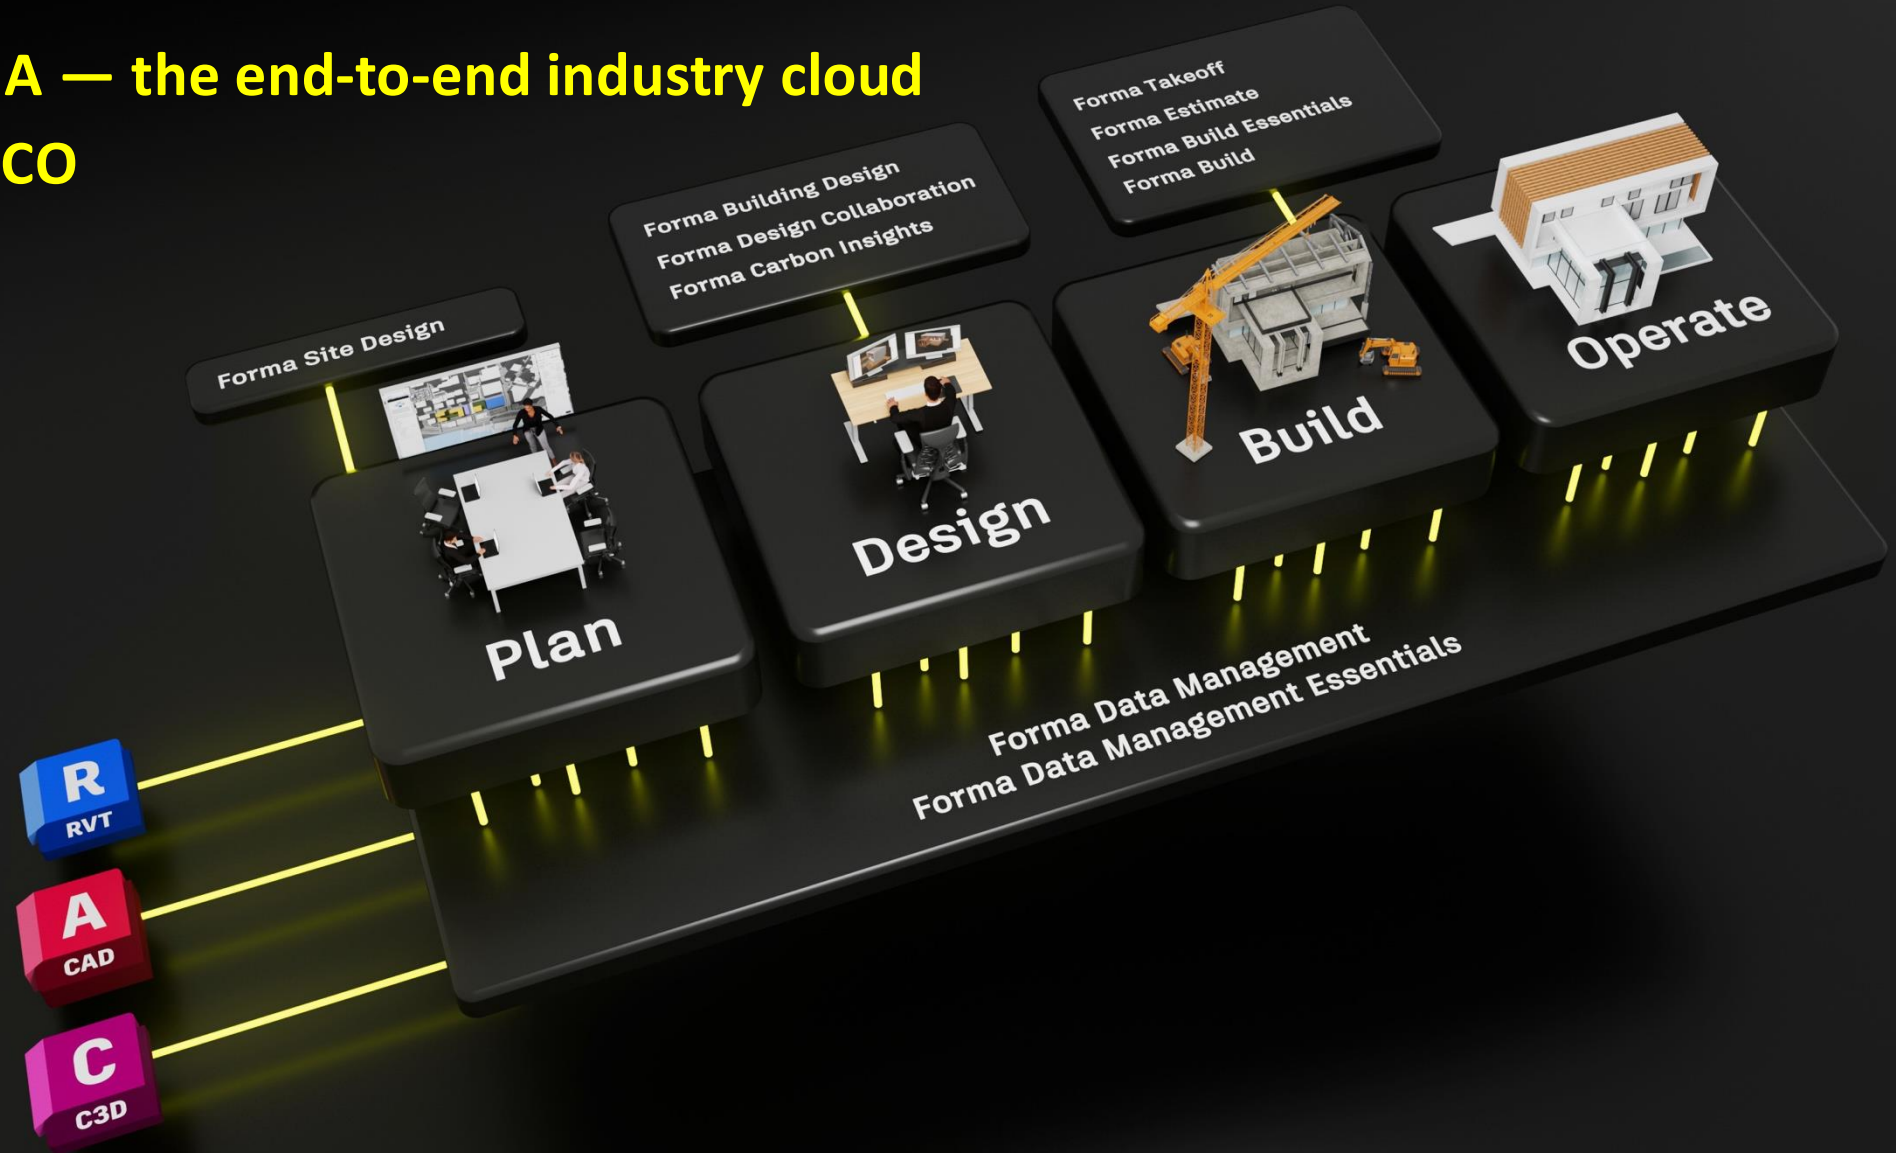 A — the end-to-end industry cloud
CO
Forma Takeoff
Forma Estimate
Forma Build Essentials
Forma Build
Forma Building Design
Forma Design Collaboration
Forma Carbon Insights
Forma Site Design
Operate
Build
Design
Plan
Forma Data Management
Forma Data Management Essentials
R
RVT
A
CAD
C
C3D